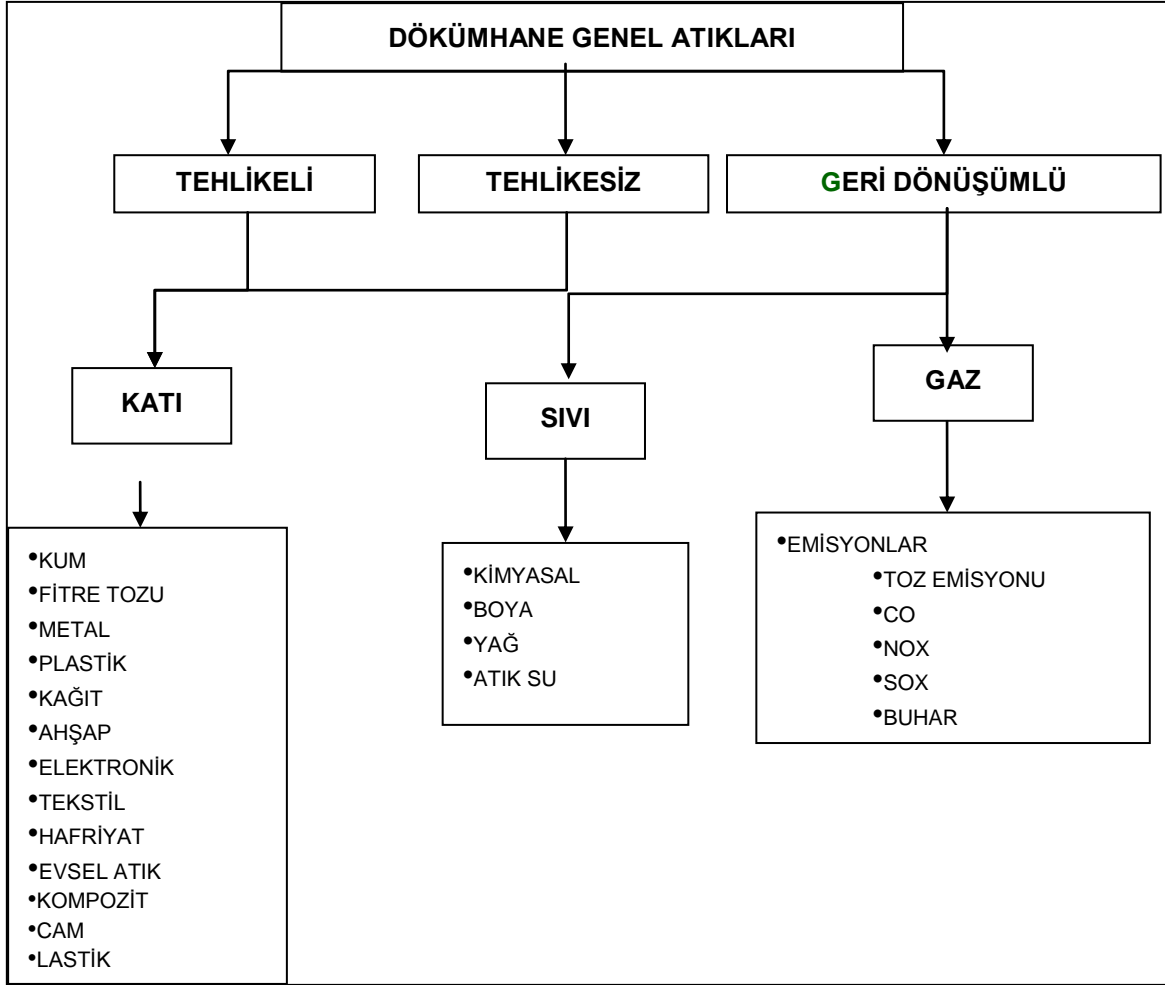 DÖKÜMHANE GENEL ATIKLARI
TEHLİKELİ
TEHLİKESİZ
GERİ DÖNÜŞÜMLÜ
KATI
SIVI
GAZ
•KUM
•FİTRE TOZU
•METAL
•PLASTİK
•KAĞIT
•AHŞAP
•ELEKTRONİK
•TEKSTİL
•HAFRİYAT
•EVSEL ATIK
•KOMPOZİT
•CAM
•LASTİK
•KİMYASAL
•BOYA
•YAĞ
•ATIK SU
•EMİSYONLAR
•TOZ EMİSYONU
•CO
•NOX
•SOX
•BUHAR